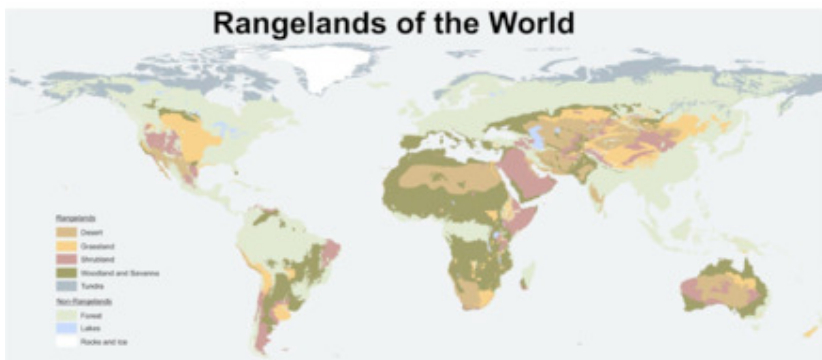 Rangelands of the World
Rangelands
Desert
Grassland
Shrubland
Woodland and Savanna
Tundra
Non-Rangelands
Forest
Lakes
Rocks and Ice